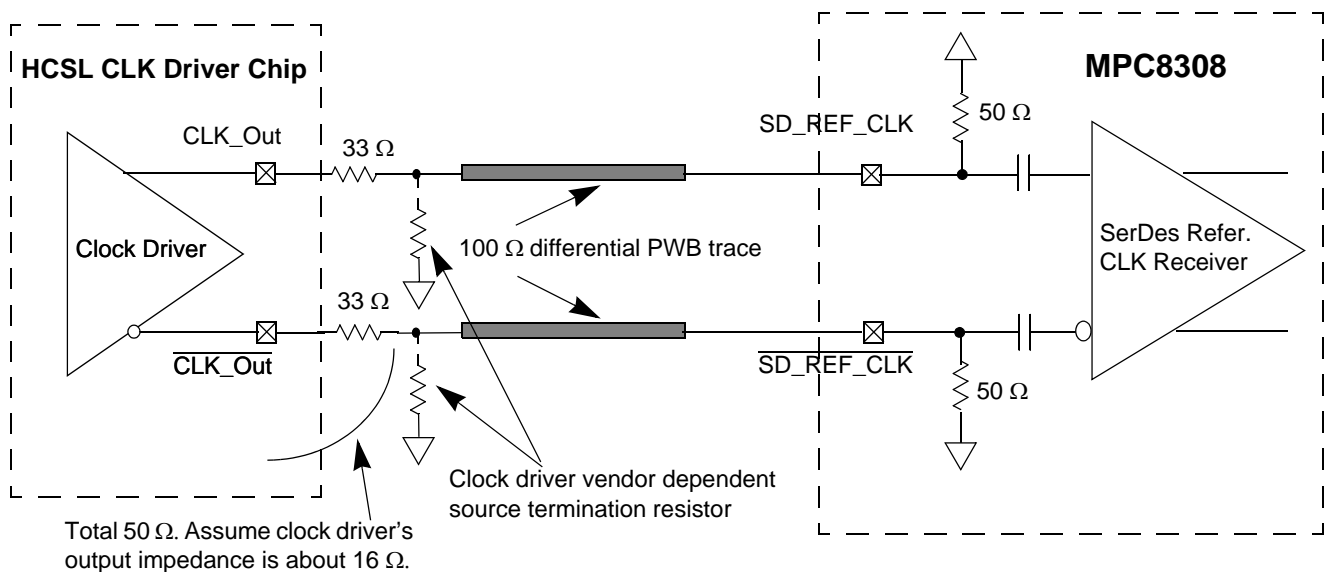 HCSL CLK Driver Chip
MPC8308
CLK_Out
33 Ω
SD_REF_CLK
50 Ω
Clock Driver
100 Ω differential PWB trace
SerDes Refer.
CLK Receiver
33 Ω
CLK_Out
SD_REF_CLK
50 Ω
Clock driver vendor dependent
source termination resistor
Total 50 Ω. Assume clock driver's
output impedance is about 16 Ω.